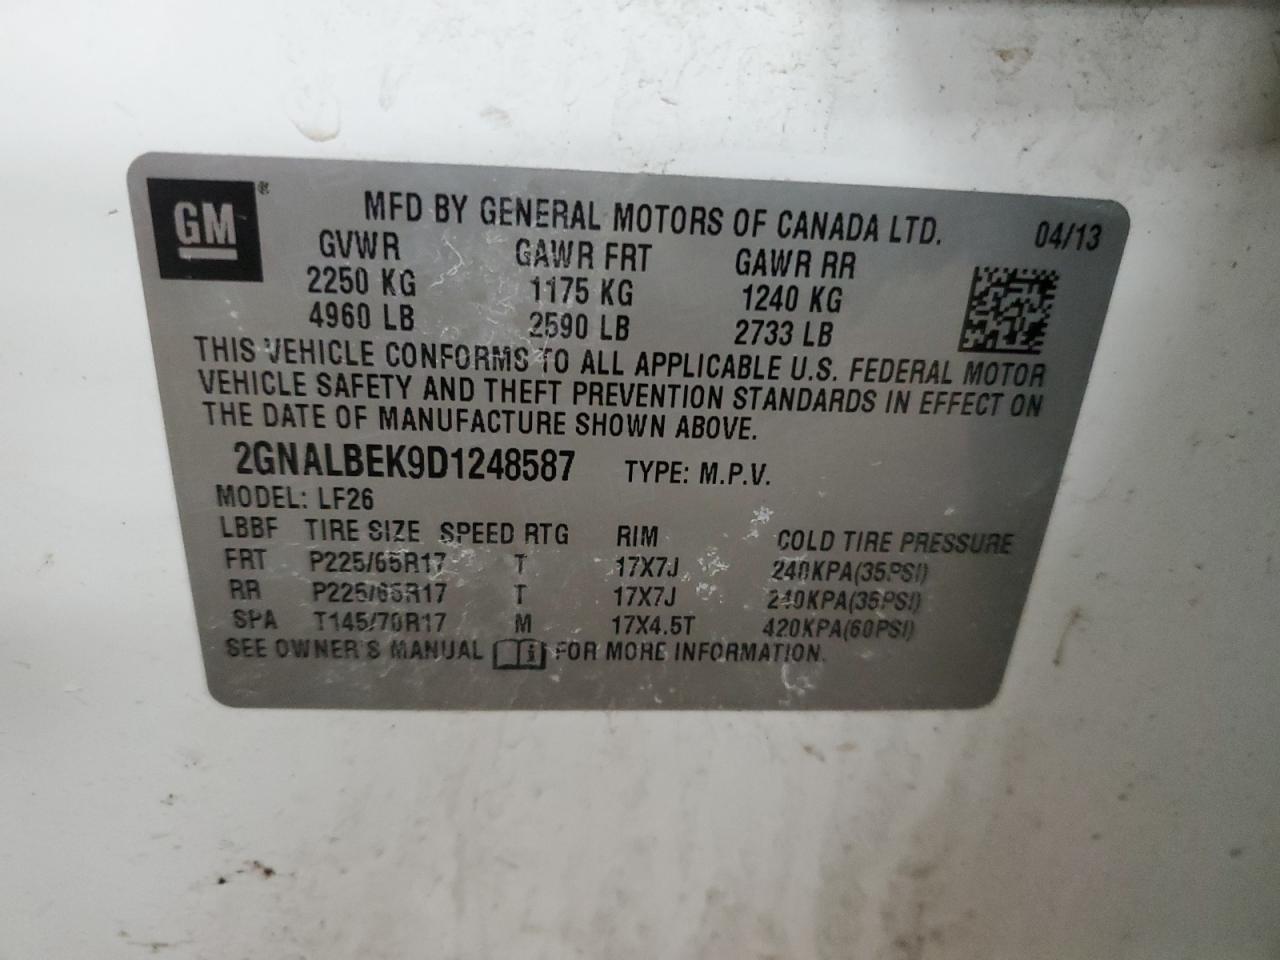 GM®
MFD BY GENERAL MOTORS OF CANADA LTD. 04/13
GVWR GAWR FRT GAWR RR
2250 KG 1175 KG 1240 KG
4960 LB 2590 LB 2733 LB
THIS VEHICLE CONFORMS TO ALL APPLICABLE U.S. FEDERAL MOTOR
VEHICLE SAFETY AND THEFT PREVENTION STANDARDS IN EFFECT ON
THE DATE OF MANUFACTURE SHOWN ABOVE.
2GNALBEK9D1248587 TYPE: M.P.V.
MODEL: LF26
LBBF TIRE SIZE SPEED RTG RIM COLD TIRE PRESSURE
FRT P225/65R17 T 17X7J 240KPA(35PSI)
RR P225/65R17 T 17X7J 240KPA(35PSI)
SPA T145/70R17 M 17X4.5T 420KPA(60PSI)
SEE OWNER'S MANUAL FOR MORE INFORMATION.